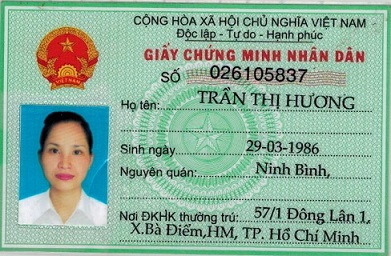 CỘNG HÒA XÃ HỘI CHỦ NGHĨA VIỆT NAM
Độc lập - Tự do - Hạnh phúc
GIẤY CHỨNG MINH NHÂN DÂN
SỐ 026105837
Họ tên: TRẦN THỊ HƯƠNG
Sinh ngày 29-03-1986
Nguyên quán: Ninh Bình,
Nơi ĐKHK thường trú: 57/1 Đông Lân 1,
X.Bà Điểm,HM, TP. Hồ Chí Minh
VIỆT NAM